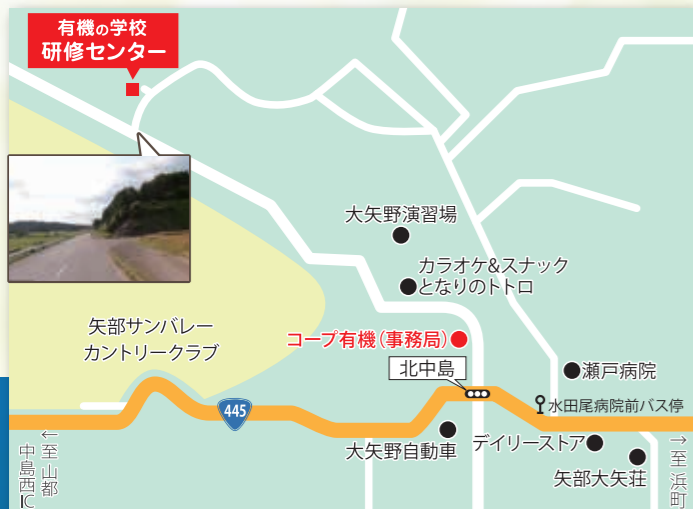 有機の学校
研修センター
大矢野演習場
カラオケ&スナック
となりのトトロ
矢部サンバレー
カントリークラブ
コープ有機（事務局）
北中島
瀬戸病院
445
水田尾病院前バス停
大矢野自動車
デイリーストア
矢部大矢荘
←至 山都
中島西IC
→至 浜町